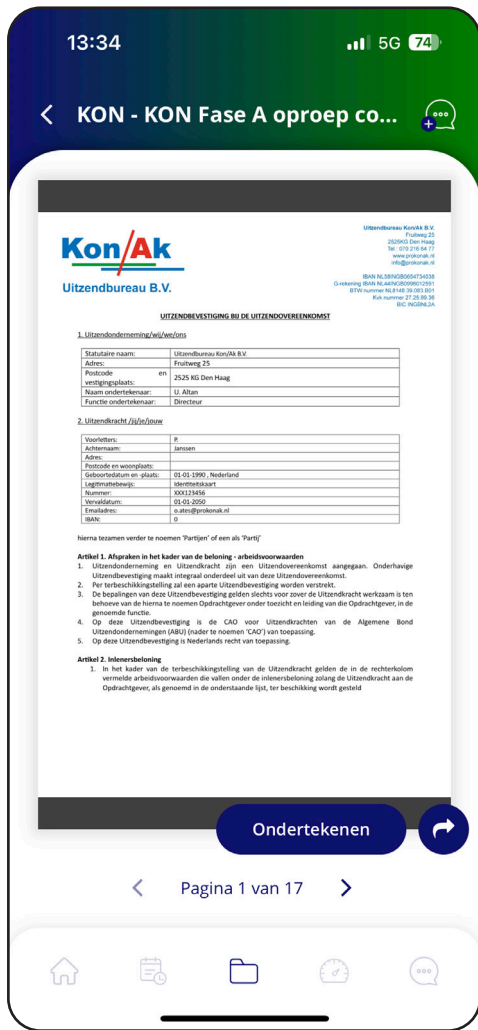 13:34
5G 74
KON - KON Fase A oproep co...
Kon/Ak
Uitzendbureau B.V.
Uitzendbureau Kon/Ak B.V.
Fruitweg 25
2525KG Den Haag
Tel.: 070 216 64 77
www.prokonak.nl
info@prokonak.nl
BIC INGBNL2A
UITZENDBEVESTIGING BIJ DE UITZENDOVEREENKOMST
1. Uitzendonderneming/wij/we/ons
Statutaire naam: Uitzendbureau Kon/Ak B.V.
Adres: Fruitweg 25
Postcode en
vestigingsplaats: 2525 KG Den Haag
Naam ondertekenaar: U. Altan
Functie ondertekenaar: Directeur
2. Uitzendkracht /jij/je/jouw
Voorletters: P.
Achternaam: Janssen
Adres:
Postcode en woonplaats:
Geboortedatum en -plaats: 01-01-1990 , Nederland
Legitimatiebewijs: Identiteitskaart
Nummer: XXX123456
Vervaldatum: 01-01-2050
Emailadres: o.ates@prokonak.nl
IBAN: 0
hierna tezamen verder te noemen 'Partijen' of een als 'Partij'
Artikel 1. Afspraken in het kader van de beloning - arbeidsvoorwaarden
1. Uitzendonderneming en Uitzendkracht zijn een Uitzendovereenkomst aangegaan. Onderhavige
Uitzendbevestiging maakt integraal onderdeel uit van deze Uitzendovereenkomst.
2. Per terbeschikkingstelling zal een aparte Uitzendbevestiging worden verstrekt.
3. De bepalingen van deze Uitzendbevestiging gelden slechts voor zover de Uitzendkracht werkzaam is ten
behoeve van de hierna te noemen Opdrachtgever onder toezicht en leiding van die Opdrachtgever, in de
genoemde functie.
4. Op deze Uitzendbevestiging is de CAO voor Uitzendkrachten van de Algemene Bond
Uitzendondernemingen (ABU) (nader te noemen 'CAO') van toepassing.
5. Op deze Uitzendbevestiging is Nederlands recht van toepassing.
Artikel 2. Inlenersbeloning
1. In het kader van de terbeschikkingstelling van de Uitzendkracht gelden de in de rechterkolom
vermelde arbeidsvoorwaarden die vallen onder de inlenersbeloning zolang de Uitzendkracht aan de
Opdrachtgever, als genoemd in de onderstaande lijst, ter beschikking wordt gesteld
Ondertekenen
Pagina 1 van 17